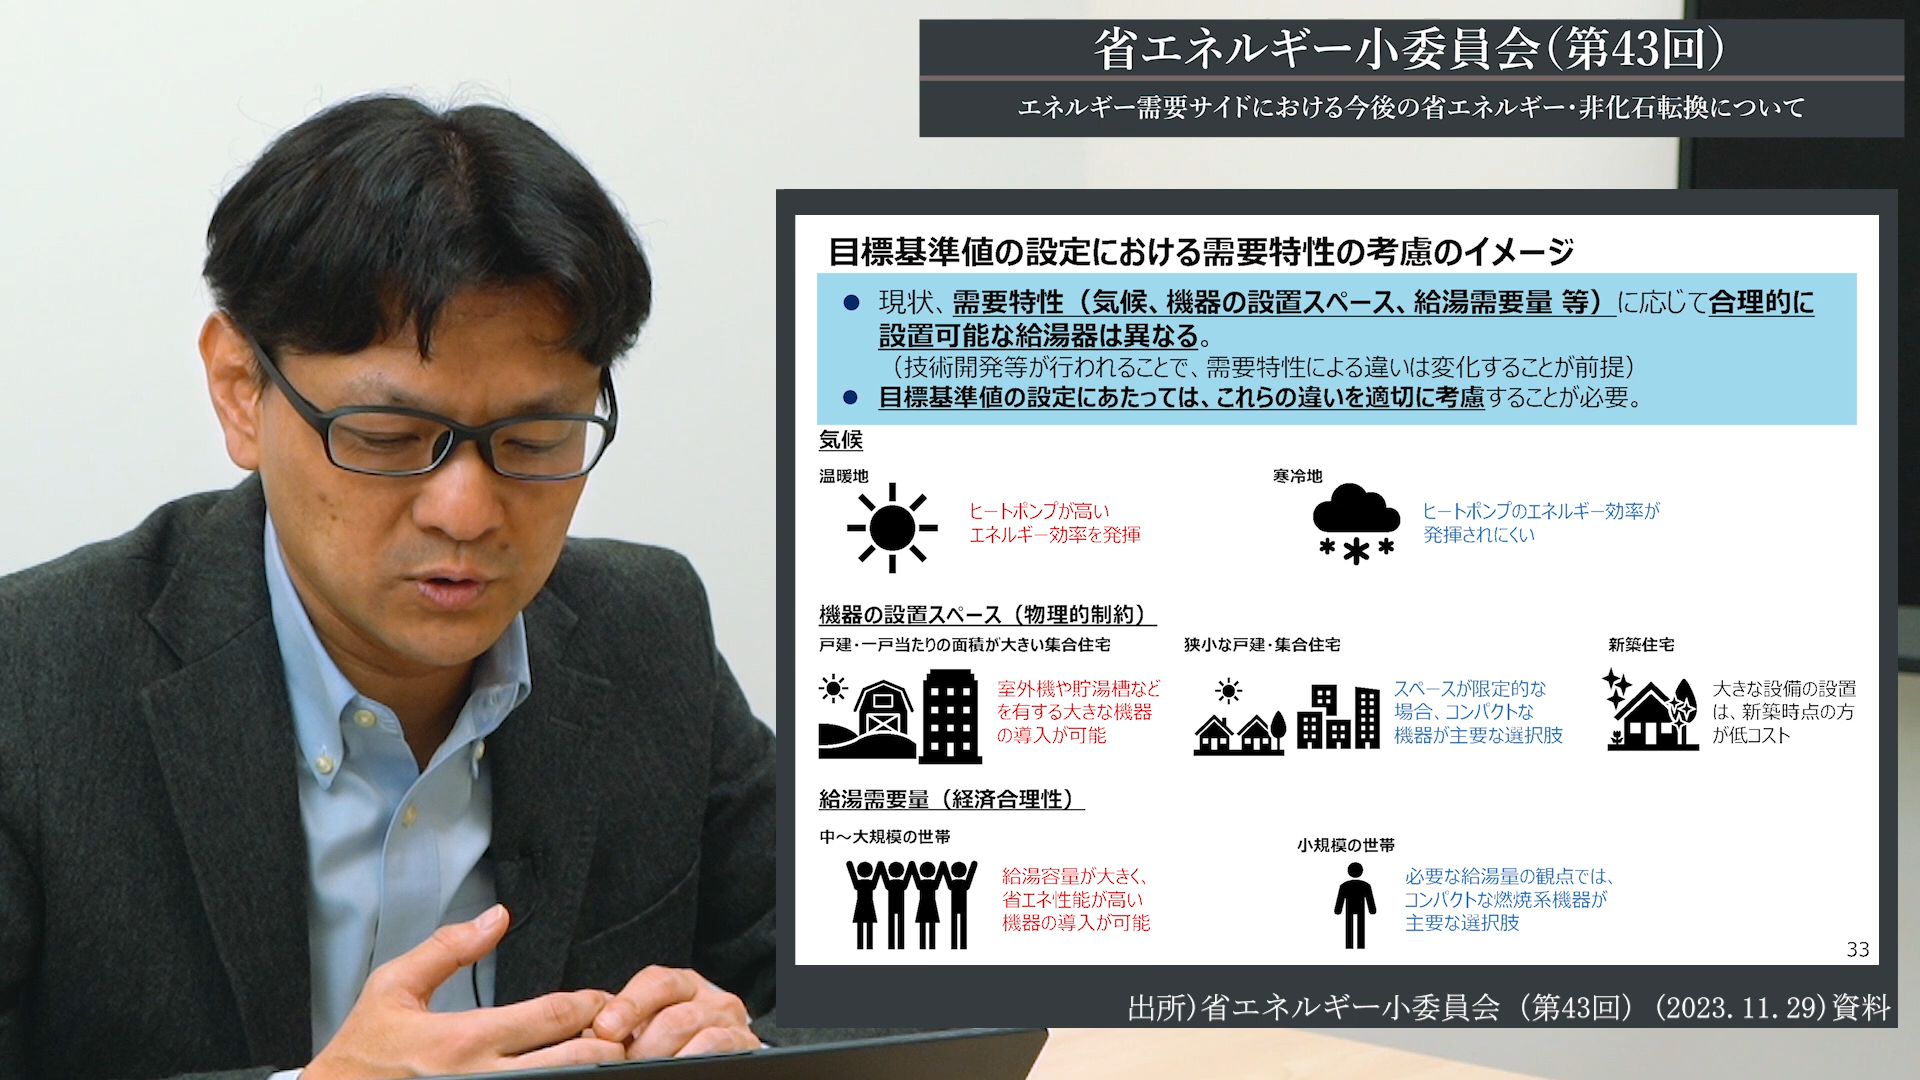 省エネルギー小委員会(第43回)
エネルギー需要サイドにおける今後の省エネルギー・非化石転換について
目標基準値の設定における需要特性の考慮のイメージ
● 現状、需要特性（気候、機器の設置スペース、給湯需要量 等）に応じて合理的に
設置可能な給湯器は異なる。
（技術開発等が行われることで、需要特性による違いは変化することが前提）
● 目標基準値の設定にあたっては、これらの違いを適切に考慮することが必要。
気候
温暖地
ヒートポンプが高い
エネルギー効率を発揮
寒冷地
ヒートポンプのエネルギー効率が
発揮されにくい
機器の設置スペース（物理的制約）
戸建・一戸当たりの面積が大きい集合住宅
室外機や貯湯槽など
を有する大きな機器
の導入が可能
狭小な戸建・集合住宅
スペースが限定的な
場合、コンパクトな
機器が主要な選択肢
新築住宅
大きな設備の設置
は、新築時点の方
が低コスト
給湯需要量（経済合理性）
中～大規模の世帯
給湯容量が大きく、
省エネ性能が高い
機器の導入が可能
小規模の世帯
必要な給湯量の観点では、
コンパクトな燃焼系機器が
主要な選択肢
33
出所)省エネルギー小委員会（第43回）(2023.11.29)資料